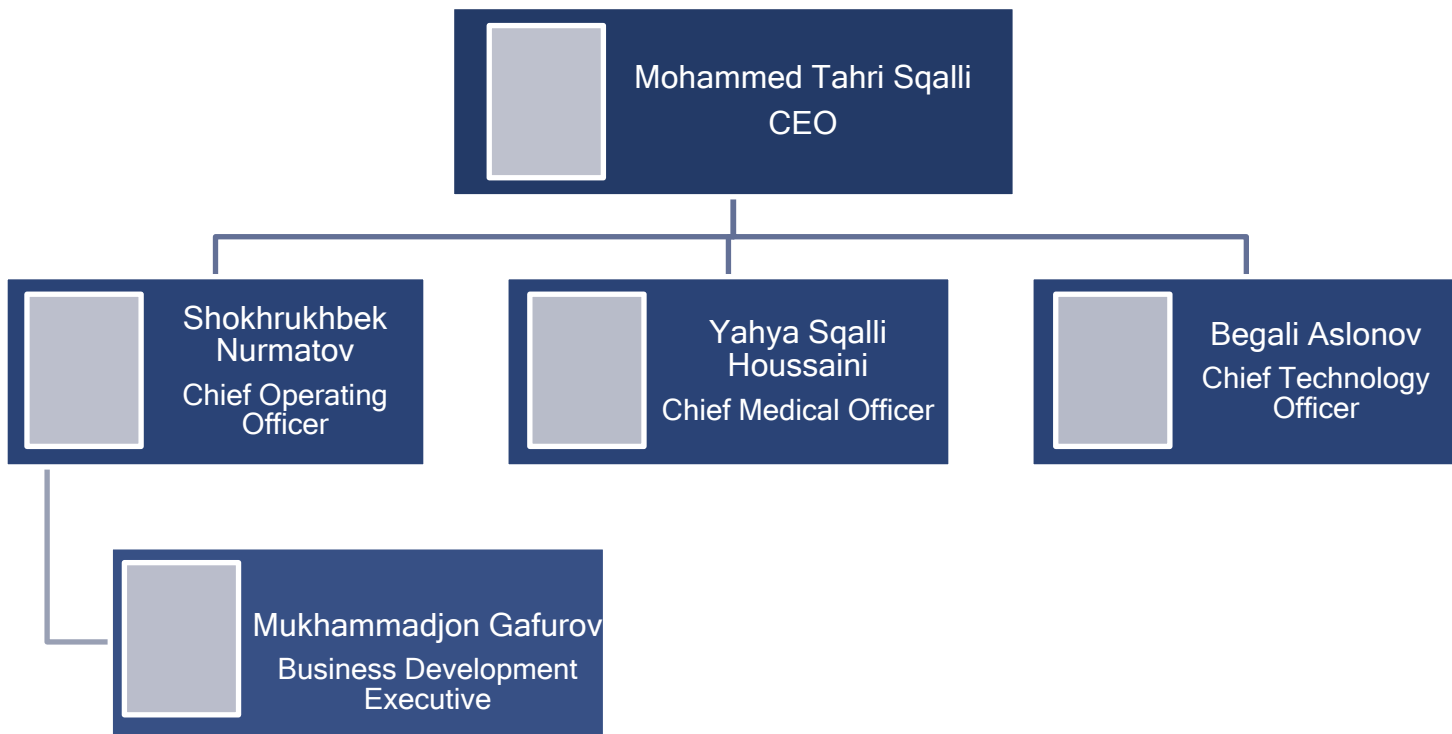 Mohammed Tahri Sqalli
CEO
Shokhrukhbek
Nurmatov
Chief Operating
Officer
Yahya Sqalli
Houssaini
Chief Medical Officer
Begali Aslonov
Chief Technology
Officer
Mukhammadjon Gafurov
Business Development
Executive